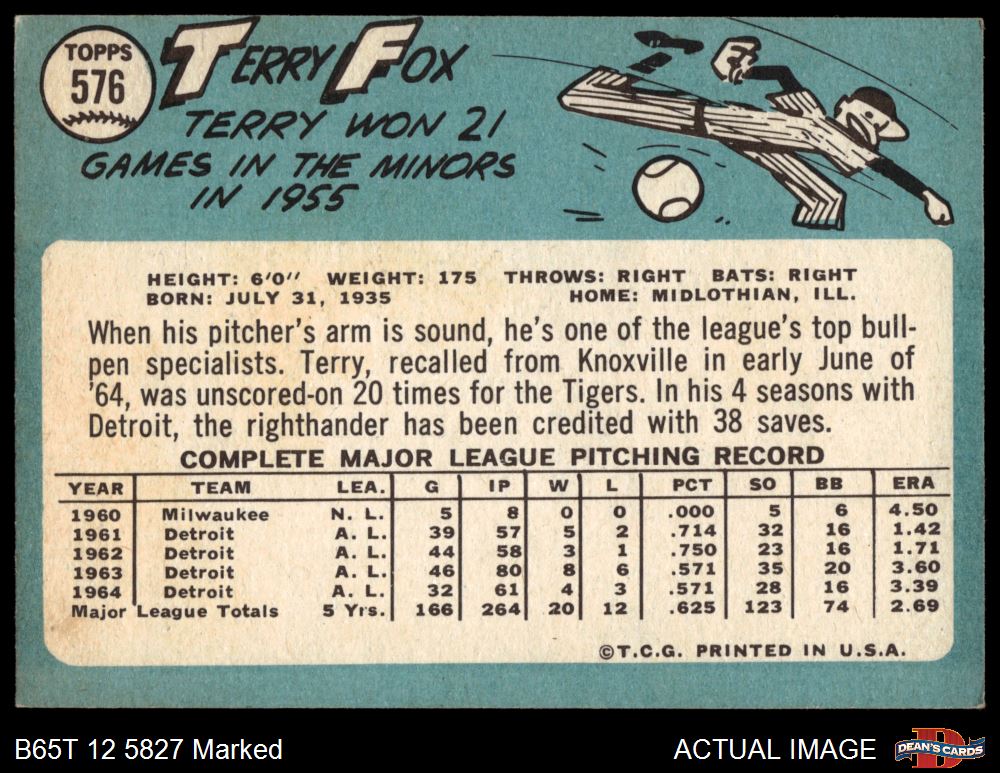 TOPPS
576
TERRY FOX
TERRY WON 21
GAMES IN THE MINORS
IN 1955
HEIGHT: 6'0" WEIGHT: 175 THROWS: RIGHT BATS: RIGHT
BORN: JULY 31, 1935 HOME: MIDLOTHIAN, ILL.
When his pitcher's arm is sound, he's one of the league's top bull-
pen specialists. Terry, recalled from Knoxville in early June of
'64, was unscored-on 20 times for the Tigers. In his 4 seasons with
Detroit, the righthander has been credited with 38 saves.
COMPLETE MAJOR LEAGUE PITCHING RECORD
YEAR TEAM LEA. G IP W L PCT SO BB ERA
1960 Milwaukee N. L. 5 8 0 0 .000 5 6 4.50
1961 Detroit A. L. 39 57 5 2 .714 32 16 1.42
1962 Detroit A. L. 44 58 3 1 .750 23 16 1.71
1963 Detroit A. L. 46 80 8 6 .571 35 20 3.60
1964 Detroit A. L. 32 61 4 3 .571 28 16 3.39
Major League Totals 5 Yrs. 166 264 20 12 .625 123 74 2.69
©T.C.G. PRINTED IN U.S.A.
B65T 12 5827 Marked ACTUAL IMAGE
DEAN'S CARDS